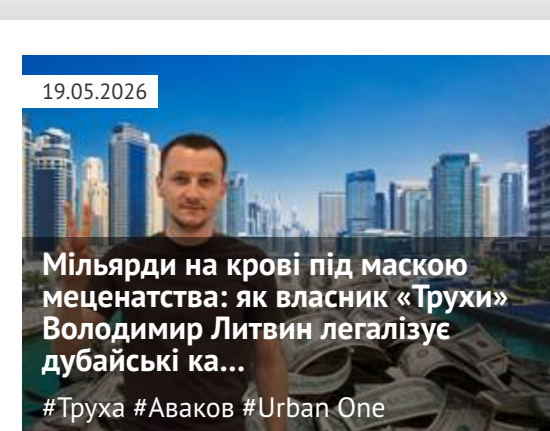 19.05.2026
Мільярди на крові під маскою
меценатства: як власник «Трухи»
Володимир Литвин легалізує
дубайські ка...
#Труха #Аваков #Urban One